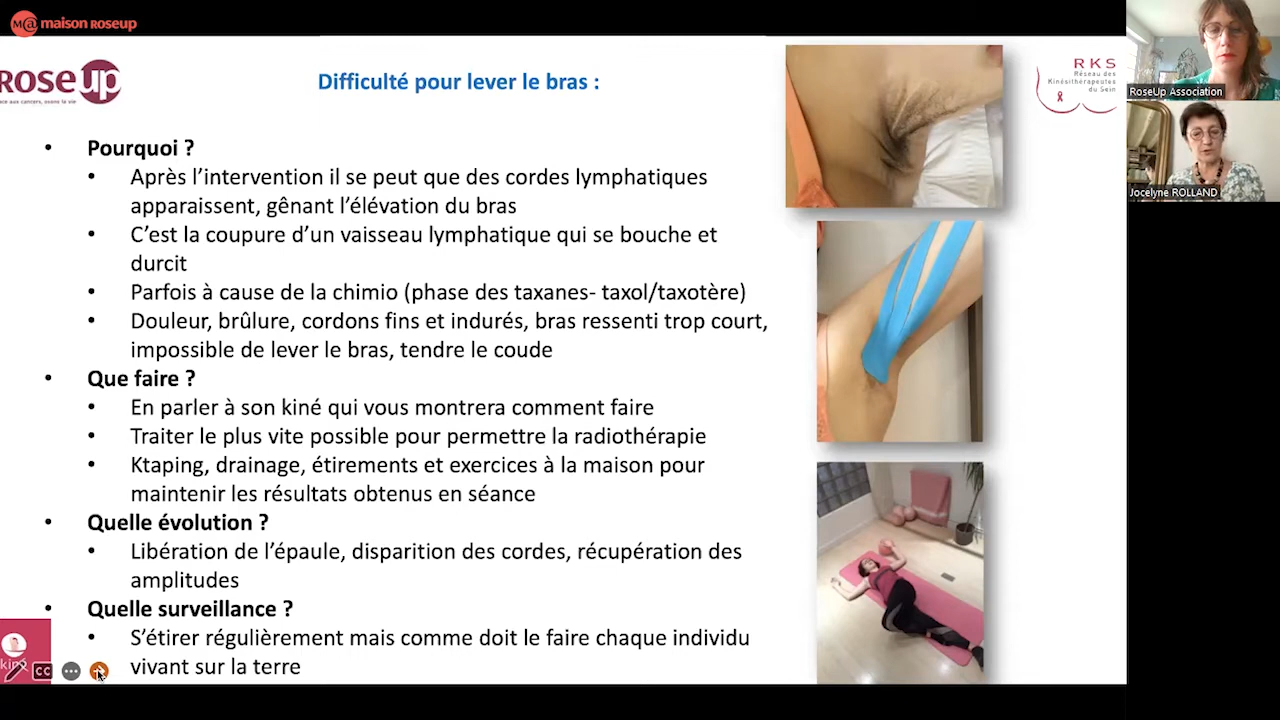 M@ maison RoseUp
ROSE UP
Difficulté pour lever le bras :
RKS
Réseau des
Kinésithérapeutes
du Sein
RoseUp Association
Jocelyne ROLLAND
• Pourquoi ?
• Après l’intervention il se peut que des cordes lymphatiques
apparaissent, gênant l’élévation du bras
• C’est la coupure d’un vaisseau lymphatique qui se bouche et
durcit
• Parfois à cause de la chimio (phase des taxanes- taxol/taxotère)
• Douleur, brûlure, cordons fins et indurés, bras ressenti trop court,
impossible de lever le bras, tendre le coude
• Que faire ?
• En parler à son kiné qui vous montrera comment faire
• Traiter le plus vite possible pour permettre la radiothérapie
• Ktaping, drainage, étirements et exercices à la maison pour
maintenir les résultats obtenus en séance
• Quelle évolution ?
• Libération de l’épaule, disparition des cordes, récupération des
amplitudes
• Quelle surveillance ?
• S’étirer régulièrement mais comme doit le faire chaque individu
vivant sur la terre
CC